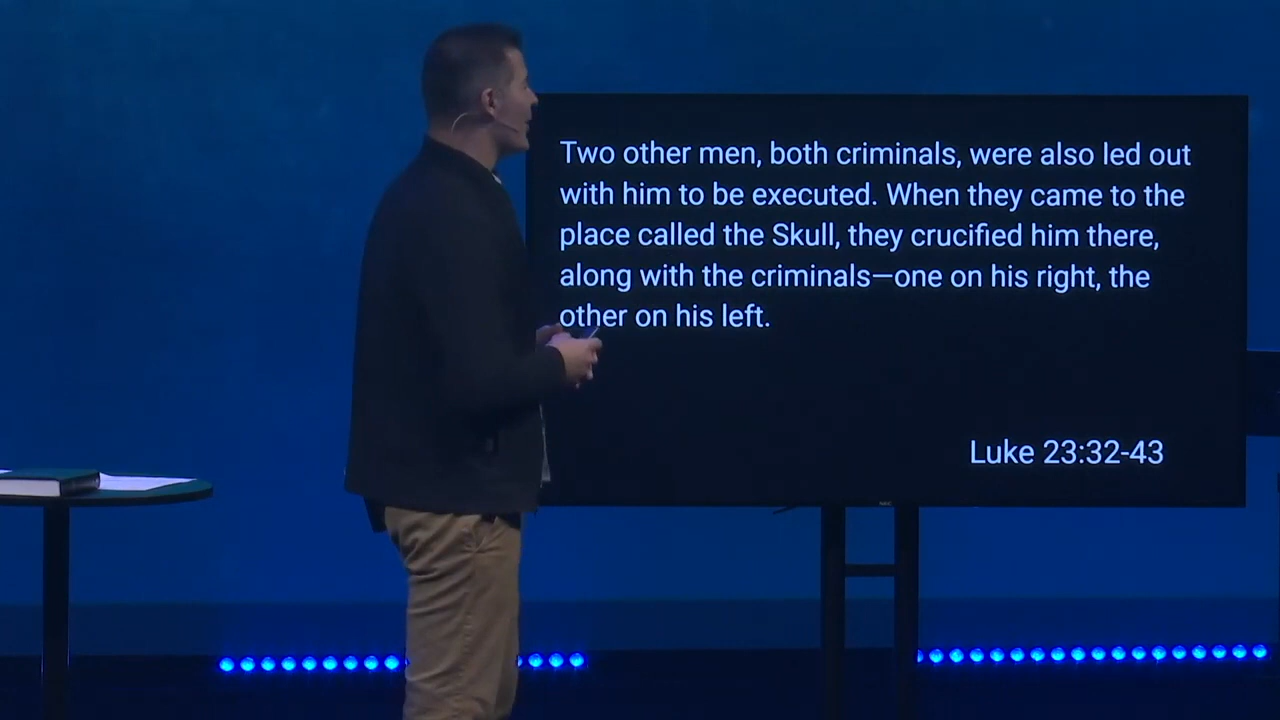 Two other men, both criminals, were also led out
with him to be executed. When they came to the
place called the Skull, they crucified him there,
along with the criminals—one on his right, the
other on his left.
Luke 23:32-43